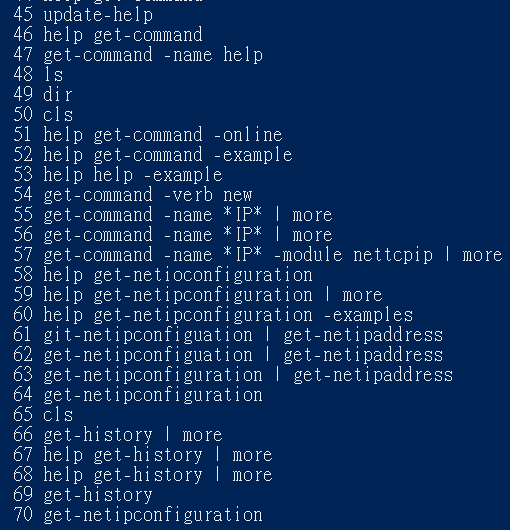 44 help get-command
45 update-help
46 help get-command
47 get-command -name help
48 ls
49 dir
50 cls
51 help get-command -online
52 help get-command -example
53 help help -example
54 get-command -verb new
55 get-command -name *IP* | more
56 get-command -name *IP* | more
57 get-command -name *IP* -module nettcpip | more
58 help get-netioconfiguration
59 help get-netipconfiguration | more
60 help get-netipconfiguration -examples
61 git-netipconfiguation | get-netipaddress
62 get-netipconfiguation | get-netipaddress
63 get-netipconfiguration | get-netipaddress
64 get-netipconfiguration
65 cls
66 get-history | more
67 help get-history | more
68 help get-history | more
69 get-history
70 get-netipconfiguration